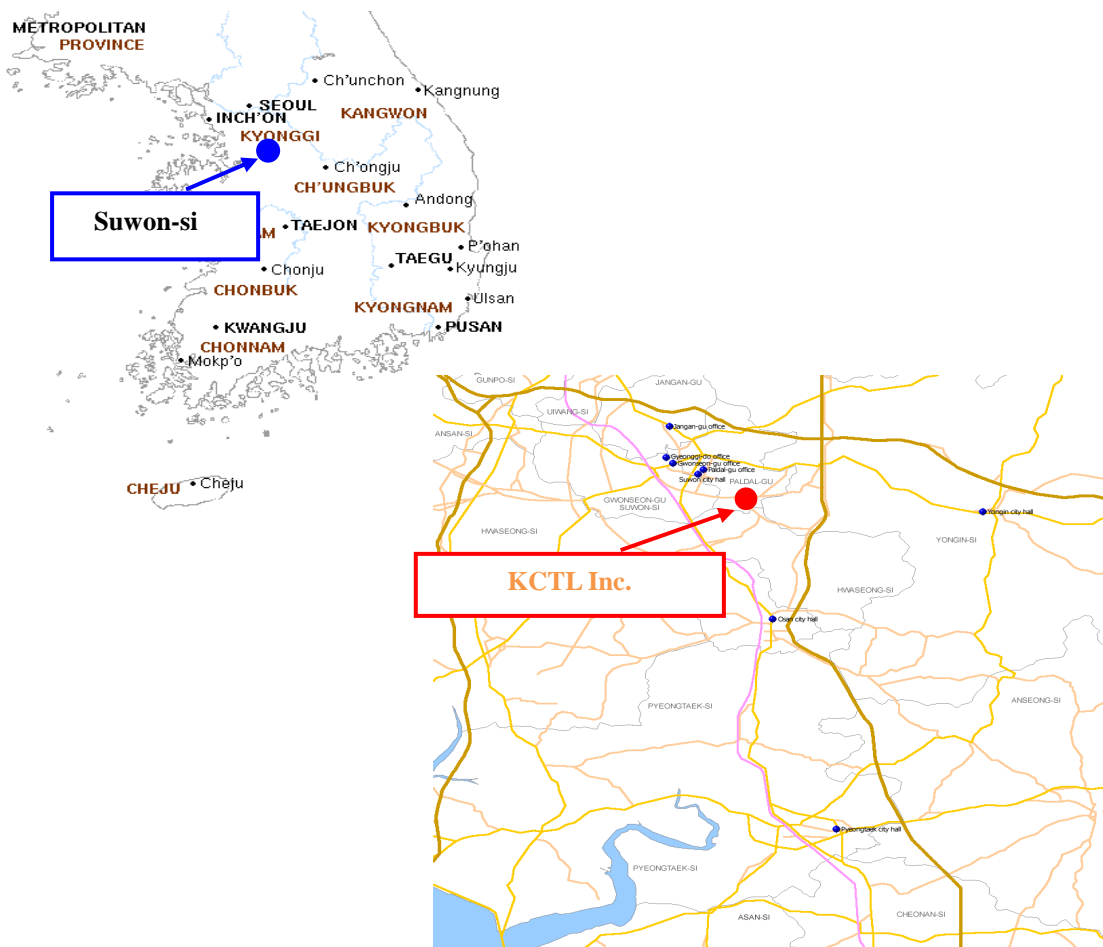 METROPOLITAN
PROVINCE
Ch'unchon
Kangnung
SEOUL
INCH'ON
KANGWON
KYONGGI
Ch'ongju
CH'UNGBUK
Suwon-si
Andong
TAEJON
AM
KYONGBUK
P'ohan
TAEGU
Kyungju
Chonju
CHONBUK
KYONGNAM
Ulsan
KWANGJU
PUSAN
CHONNAM
Mokp'o
CHEJU
Cheju
GUNPO-SI
JANGAN-GU
UIWANG-SI
ANSAN-SI
Jangan-gu office
Gyeonggi-do office
Gwonseon-gu office
Paldal-gu office
Suwon city hall
PALDAL-GU
GWONSEON-GU
SUWON-SI
Yongin city hall
HWASEONG-SI
YONGIN-SI
KCTL Inc.
HWASEONG-SI
Osan city hall
ANSEONG-SI
PYEONGTAEK-SI
Pyeongtaek city hall
PYEONGTAEK-SI
ASAN-SI
CHEONAN-SI